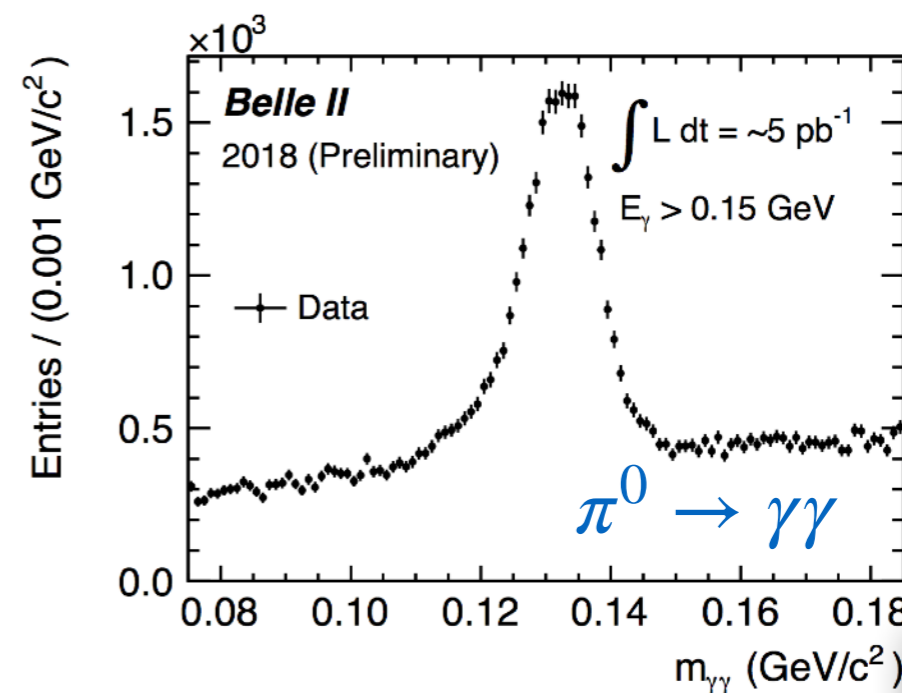 ×10³
Entries / (0.001 GeV/c²)
Belle II
2018 (Preliminary)
∫ L dt = ~5 pb⁻¹
Eγ > 0.15 GeV
Data
1.5
1.0
0.5
0.0
π⁰ → γγ
0.08 0.10 0.12 0.14 0.16 0.18
mγγ (GeV/c²)